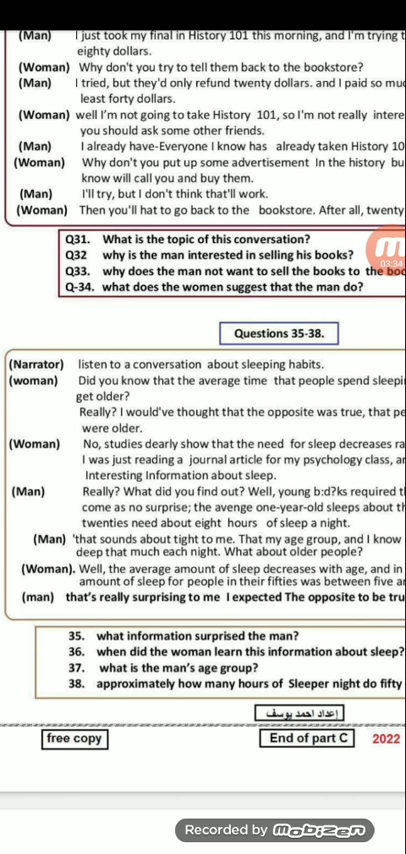 (Man) I just took my final in History 101 this morning, and I'm trying t
eighty dollars.
(Woman) Why don't you try to tell them back to the bookstore?
(Man) I tried, but they'd only refund twenty dollars. and I paid so mu
least forty dollars.
(Woman) well I'm not going to take History 101, so I'm not really intere
you should ask some other friends.
(Man) I already have-Everyone I know has already taken History 10
(Woman) Why don't you put up some advertisement In the history bu
know will call you and buy them.
(Man) I'll try, but I don't think that'll work.
(Woman) Then you'll hat to go back to the bookstore. After all, twenty
Q31. What is the topic of this conversation?
Q32 why is the man interested in selling his books?
Q33. why does the man not want to sell the books to the boo
Q-34. what does the women suggest that the man do?
03:34
Questions 35-38.
(Narrator) listen to a conversation about sleeping habits.
(woman) Did you know that the average time that people spend sleepi
get older?
Really? I would've thought that the opposite was true, that pe
were older.
(Woman) No, studies dearly show that the need for sleep decreases ra
I was just reading a journal article for my psychology class, an
Interesting Information about sleep.
(Man) Really? What did you find out? Well, young b:d?ks required t
come as no surprise; the avenge one-year-old sleeps about th
twenties need about eight hours of sleep a night.
(Man) 'that sounds about tight to me. That my age group, and I know
deep that much each night. What about older people?
(Woman). Well, the average amount of sleep decreases with age, and in
amount of sleep for people in their fifties was between five a
(man) that's really surprising to me I expected The opposite to be tru
35. what information surprised the man?
36. when did the woman learn this information about sleep?
37. what is the man's age group?
38. approximately how many hours of Sleeper night do fifty
إعداد احمد يوسف
free copy
End of part C
2022
Recorded by Mobizen